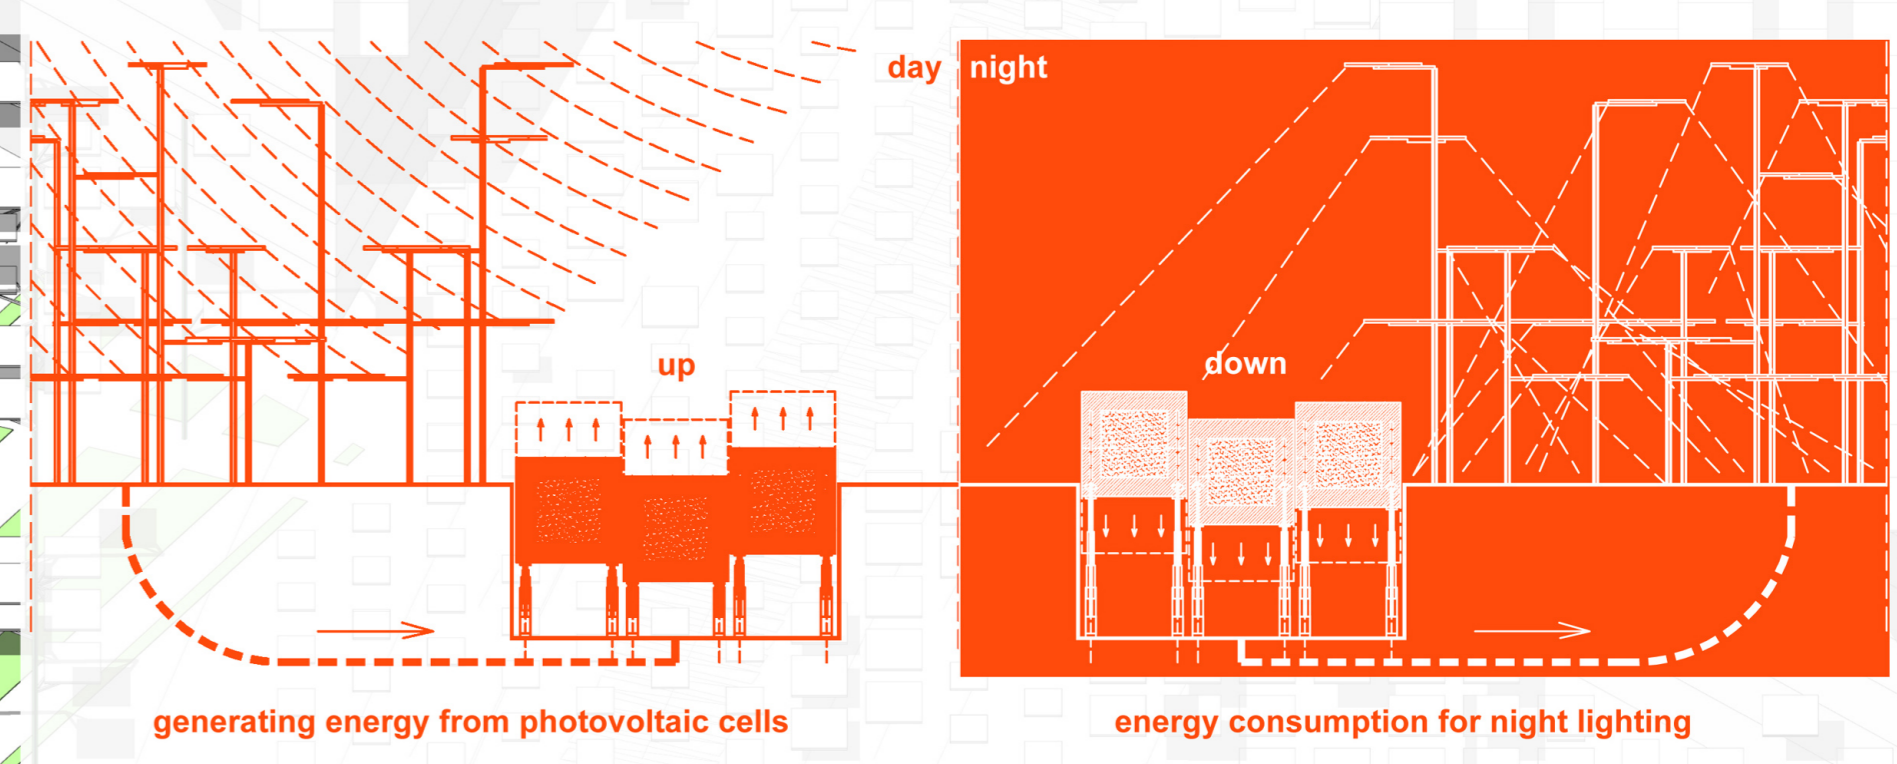 day
night
up
down
generating energy from photovoltaic cells
energy consumption for night lighting